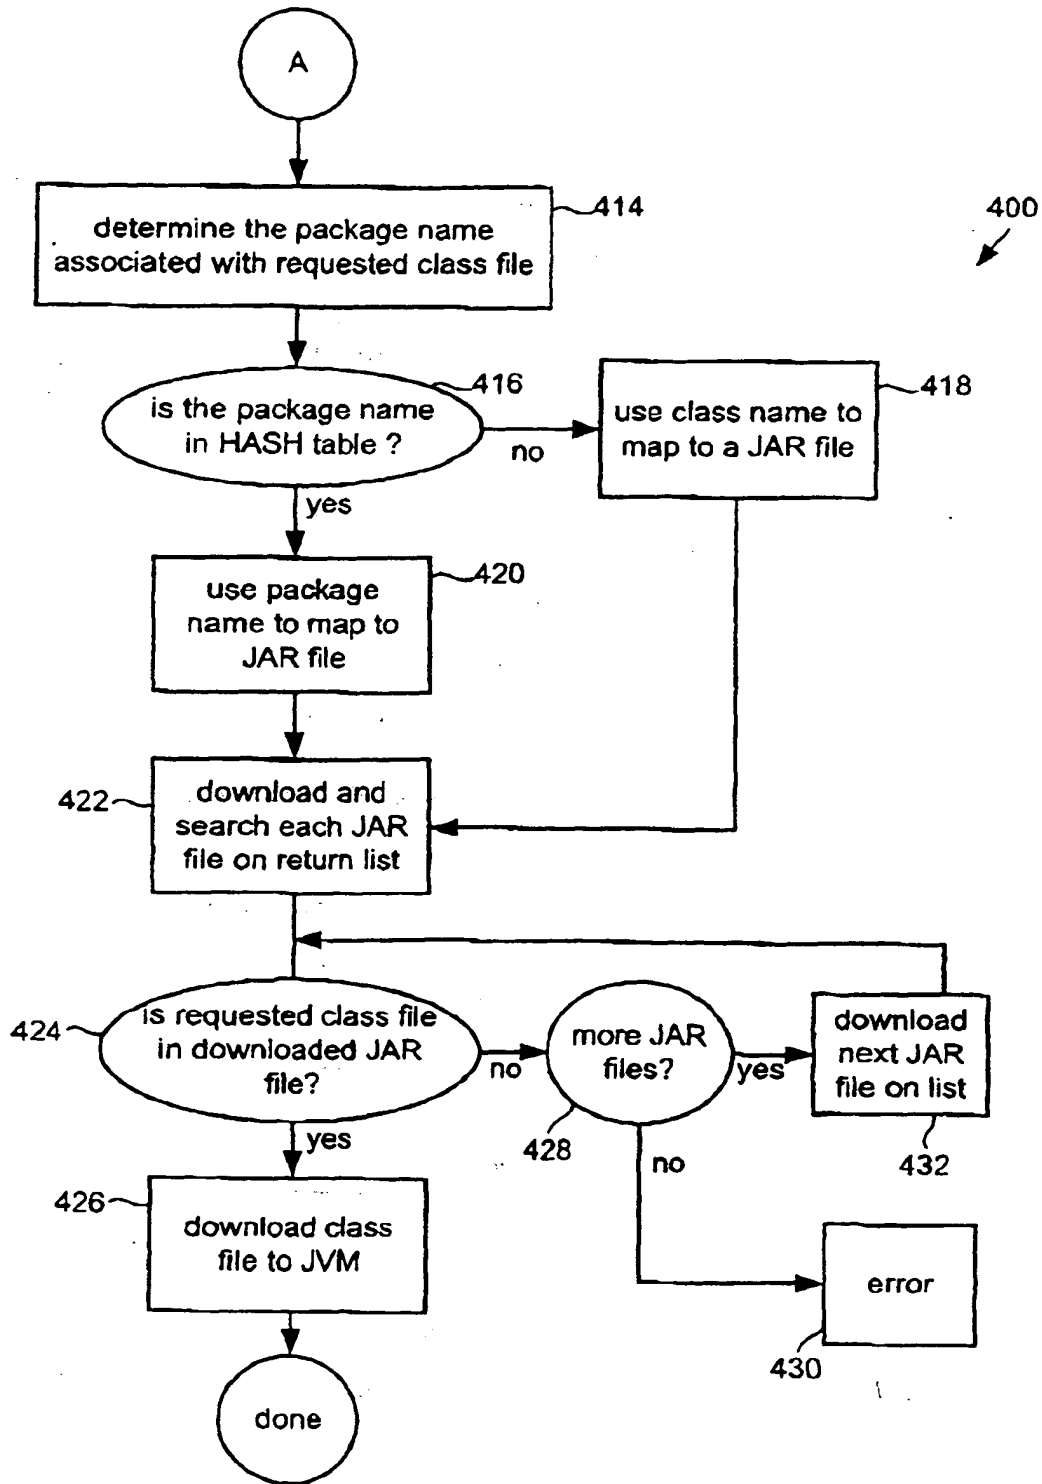 A
determine the package name
associated with requested class file
414
400
is the package name
in HASH table ?
416
no
use class name to
map to a JAR file
418
yes
use package
name to map to
JAR file
420
422
download and
search each JAR
file on return list
424
is requested class file
in downloaded JAR
file?
no
more JAR
files?
428
yes
download
next JAR
file on list
432
yes
no
426
download class
file to JVM
error
430
done